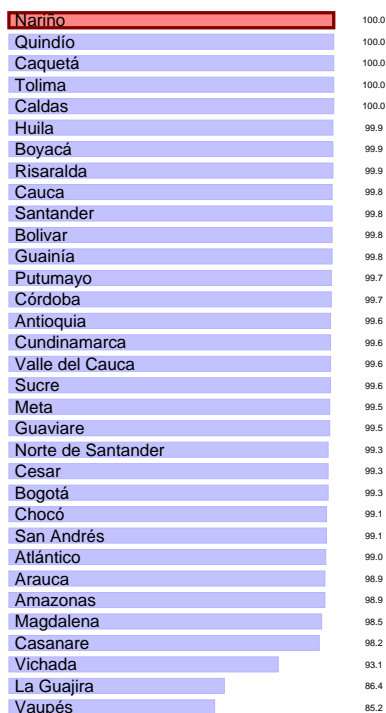 Nariño 100.0
Quindío 100.0
Caquetá 100.0
Tolima 100.0
Caldas 100.0
Huila 99.9
Boyacá 99.9
Risaralda 99.9
Cauca 99.8
Santander 99.8
Bolivar 99.8
Guainía 99.8
Putumayo 99.7
Córdoba 99.7
Antioquia 99.6
Cundinamarca 99.6
Valle del Cauca 99.6
Sucre 99.6
Meta 99.5
Guaviare 99.5
Norte de Santander 99.3
Cesar 99.3
Bogotá 99.3
Chocó 99.1
San Andrés 99.1
Atlántico 99.0
Arauca 98.9
Amazonas 98.9
Magdalena 98.5
Casanare 98.2
Vichada 93.1
La Guajira 86.4
Vaupés 85.2